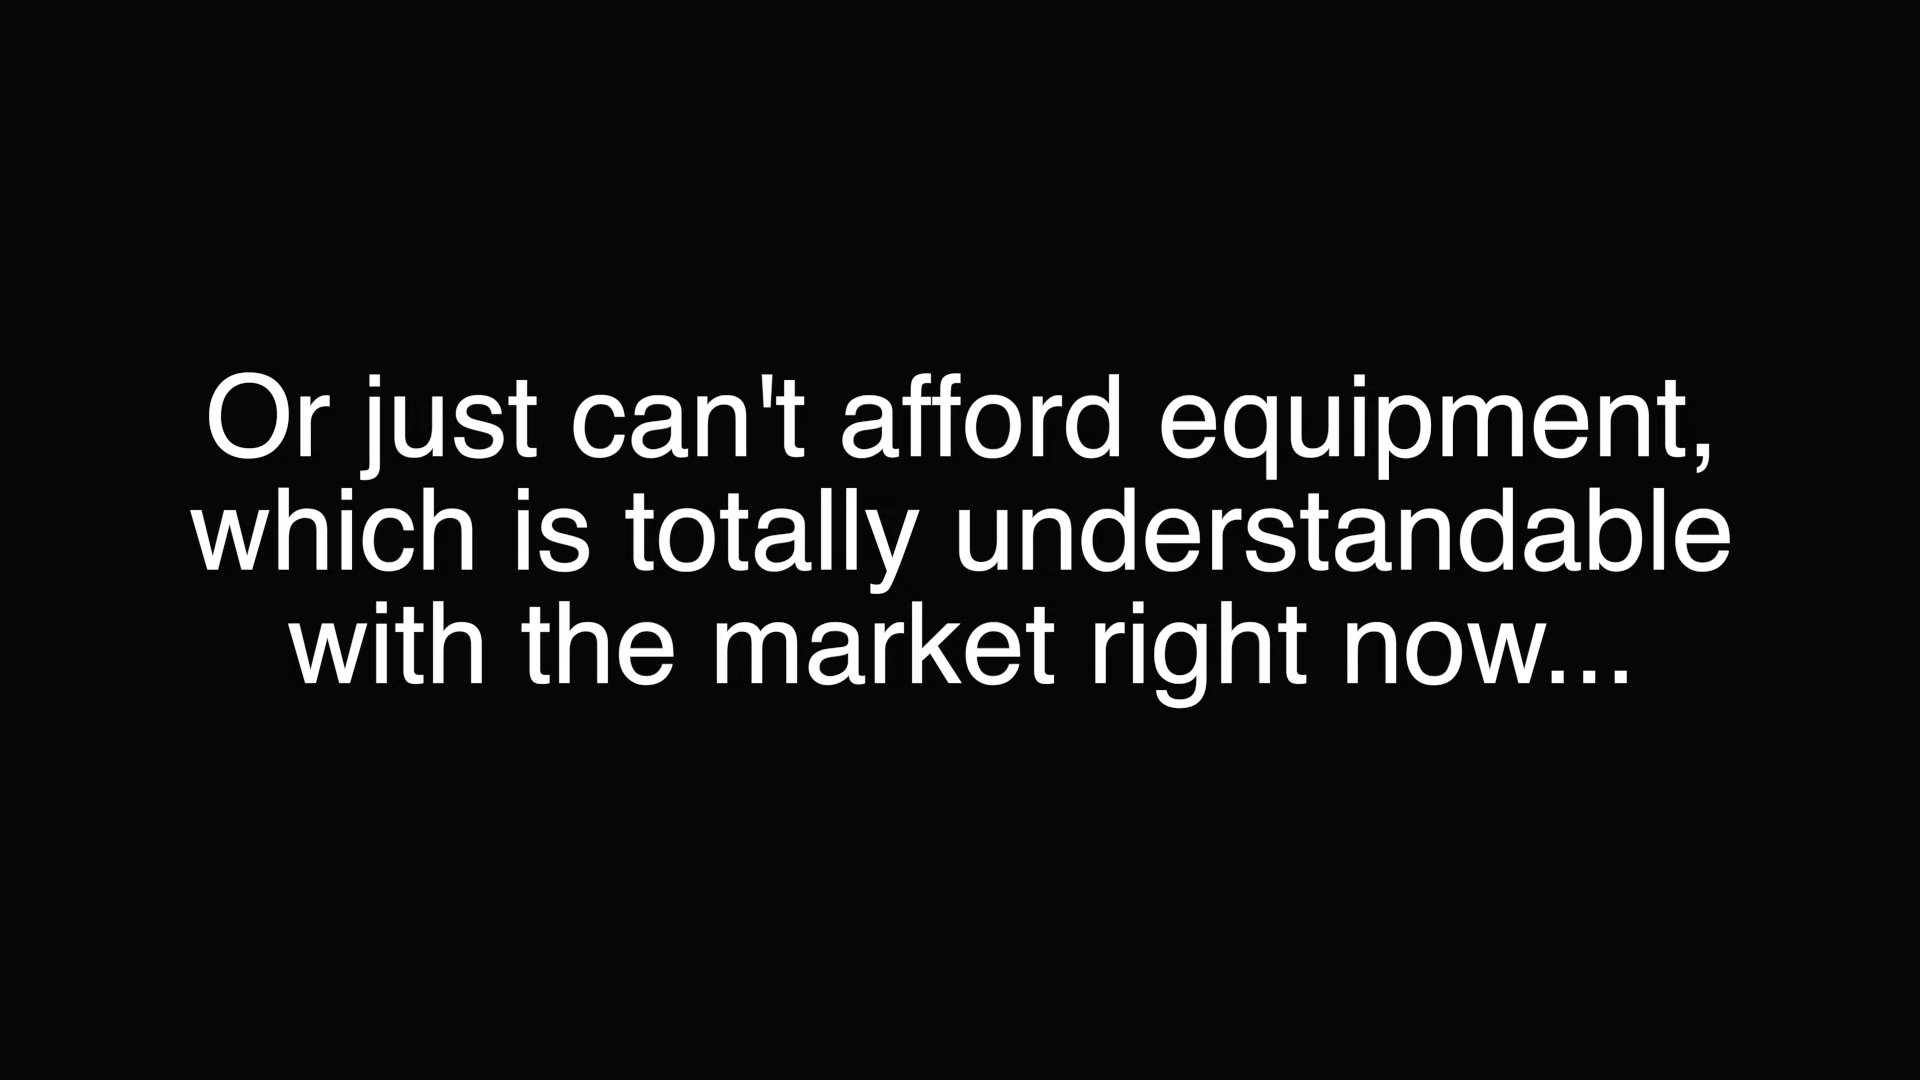 Or just can't afford equipment,
which is totally understandable
with the market right now...